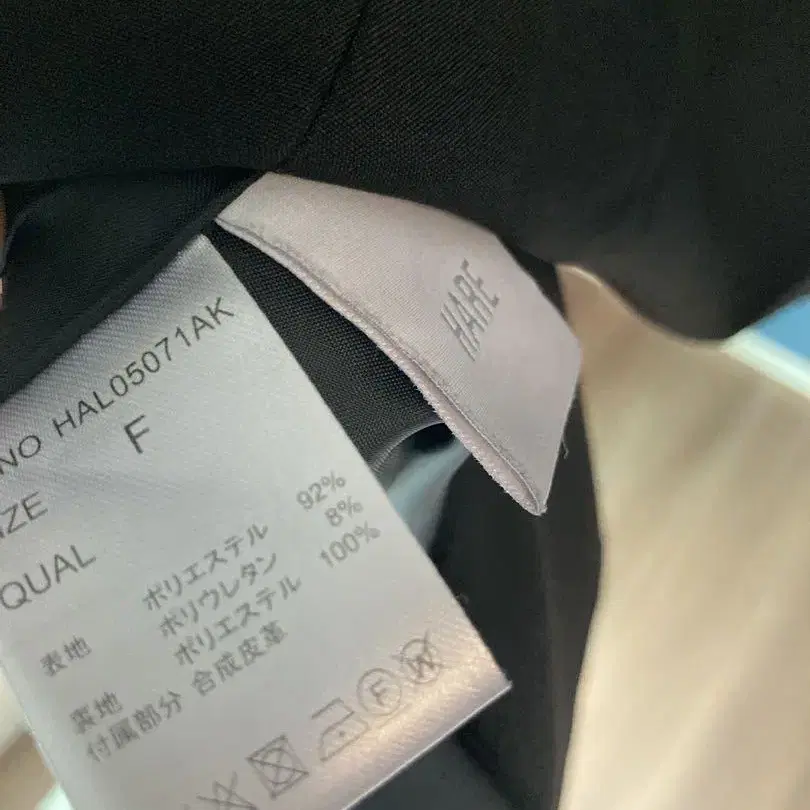 HARE
NO HAL05071AK
IZE F
QUAL
表地 ポリエステル 92%
ポリウレタン 8%
裏地 ポリエステル 100%
付属部分 合成皮革
F W